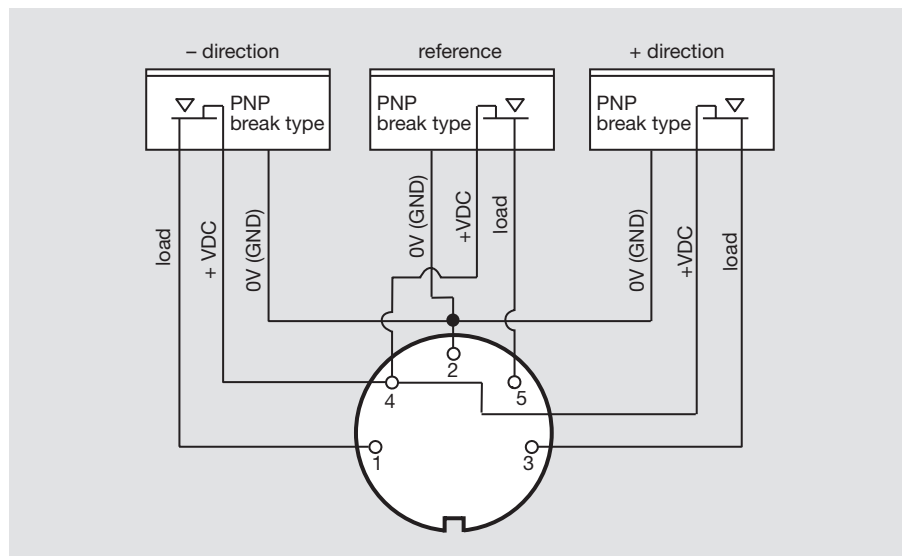 – direction
reference
+ direction
PNP
break type
PNP
break type
PNP
break type
load
+ VDC
0V (GND)
0V (GND)
+VDC
load
0V (GND)
+VDC
load
2
4
5
1
3